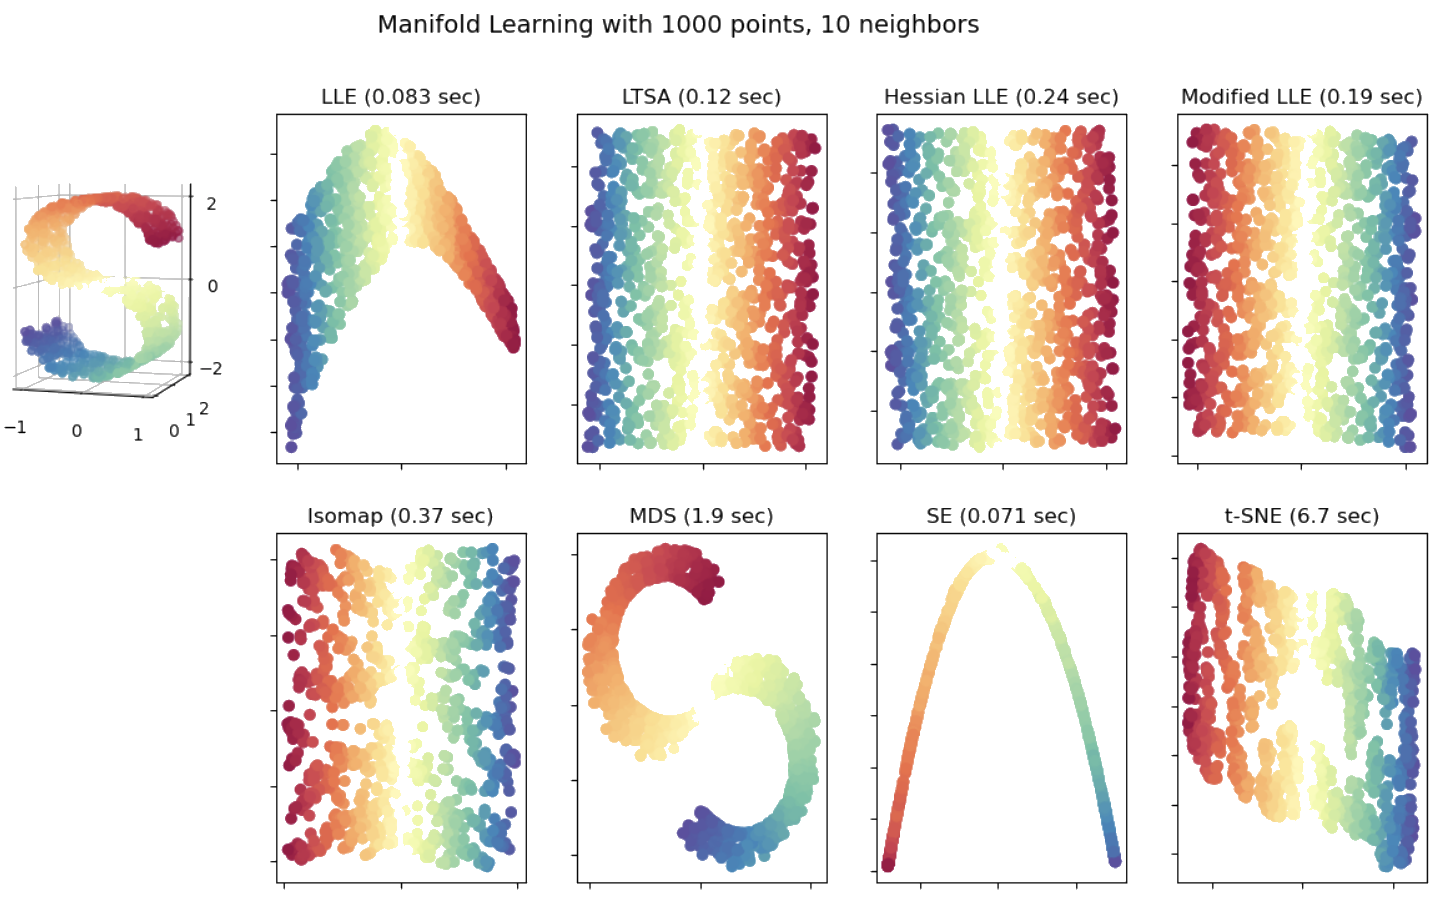 Manifold Learning with 1000 points, 10 neighbors
LLE (0.083 sec)
LTSA (0.12 sec)
Hessian LLE (0.24 sec)
Modified LLE (0.19 sec)
2
0
−2
−1
0
1
0
1
2
Isomap (0.37 sec)
MDS (1.9 sec)
SE (0.071 sec)
t-SNE (6.7 sec)